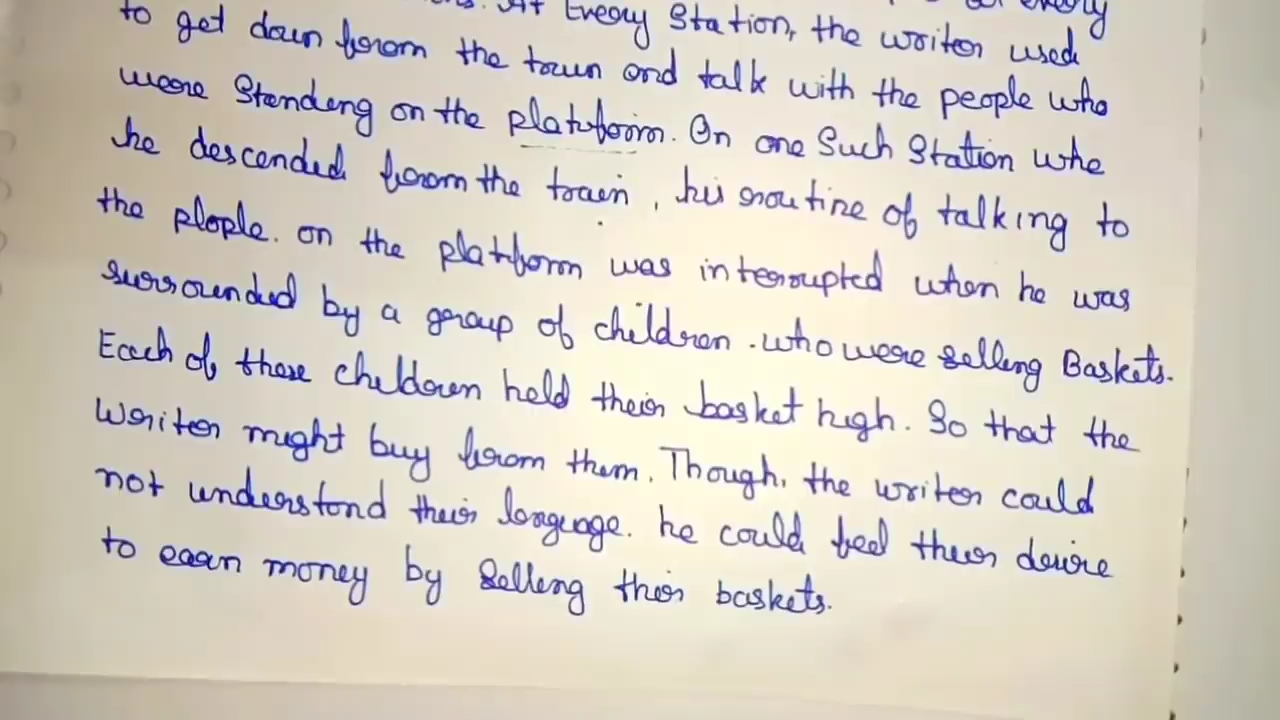 At Every Station, the writer used
to get down from the train and talk with the people who
were Standing on the platform. On one Such Station whe
he descended from the train, his routine of talking to
the plople. on the platform was interrupted when he was
surrounded by a group of children. who were selling Baskets.
Each of these children held their basket high. So that the
writer might buy from them. Though, the writer could
not understand their language. he could feel their desire
to earn money by Selling their baskets.